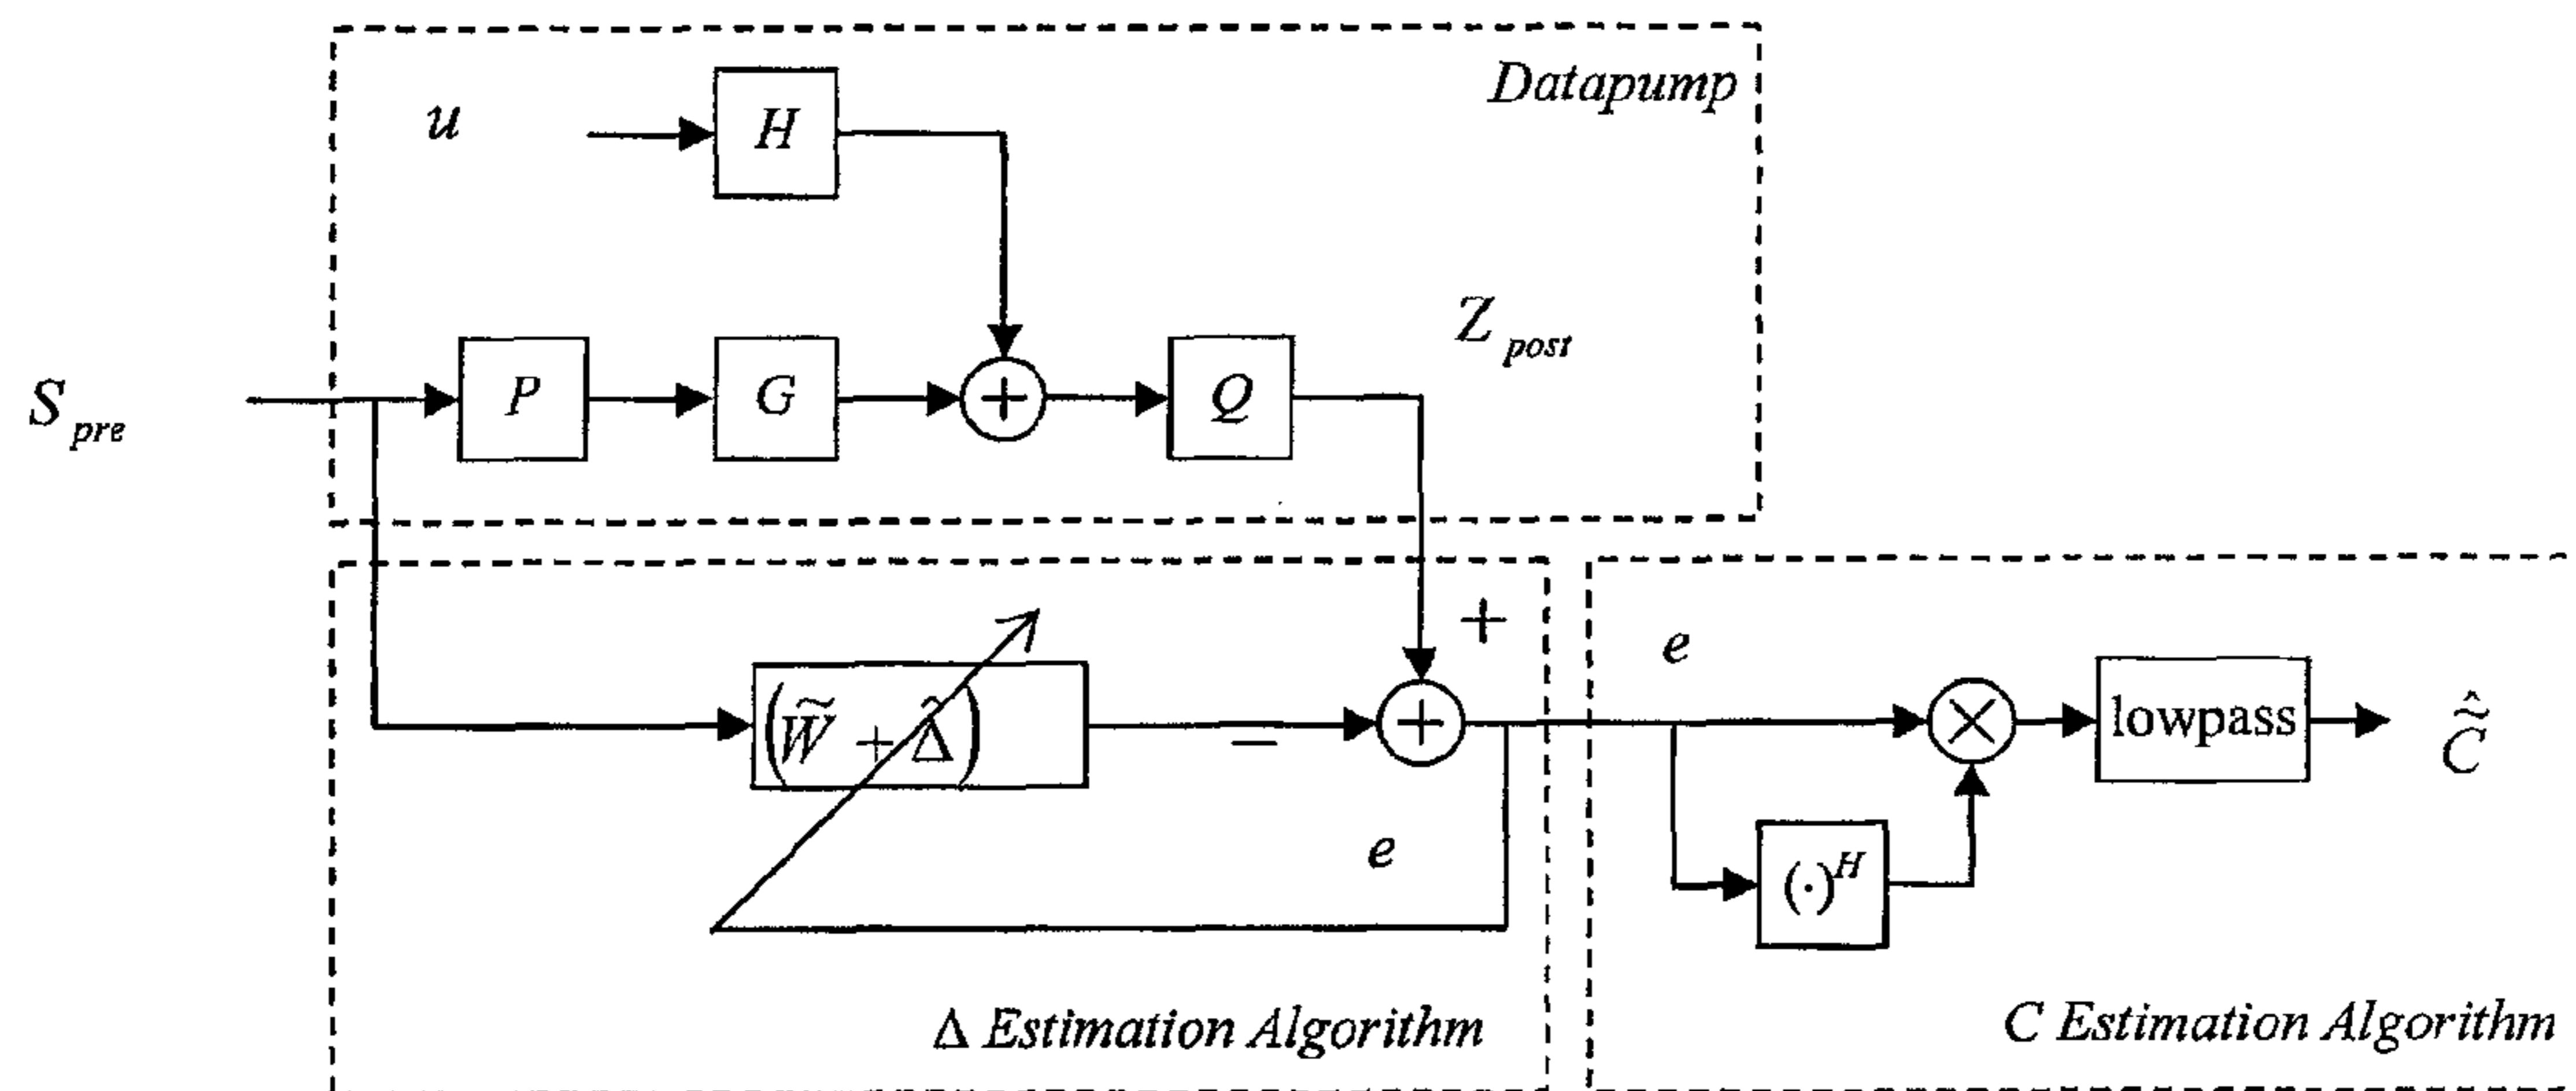 Datapump
u
H
Z post
S pre
P
G
+
Q
+
e
(W̃ + Δ̂)
−
+
×
lowpass
Ĉ̃
e
(·)^H
Δ Estimation Algorithm
C Estimation Algorithm